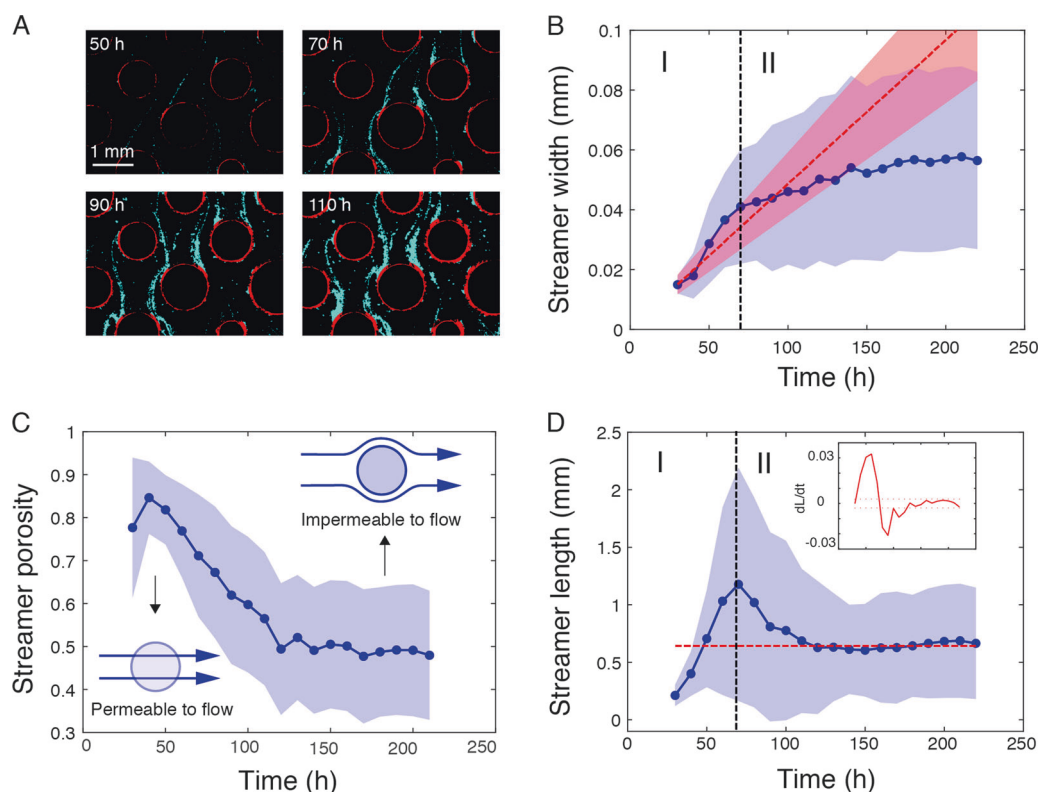 A
50 h
70 h
1 mm
90 h
110 h
B
Streamer width (mm)
0.1
0.08
0.06
0.04
0.02
0
I
II
0
50
100
150
200
250
Time (h)
C
Streamer porosity
1
0.9
0.8
0.7
0.6
0.5
0.4
0.3
Impermeable to flow
Permeable to flow
0
50
100
150
200
250
Time (h)
D
Streamer length (mm)
2.5
2
1.5
1
0.5
0
I
II
dL/dt
0.03
0
-0.03
0
50
100
150
200
250
Time (h)